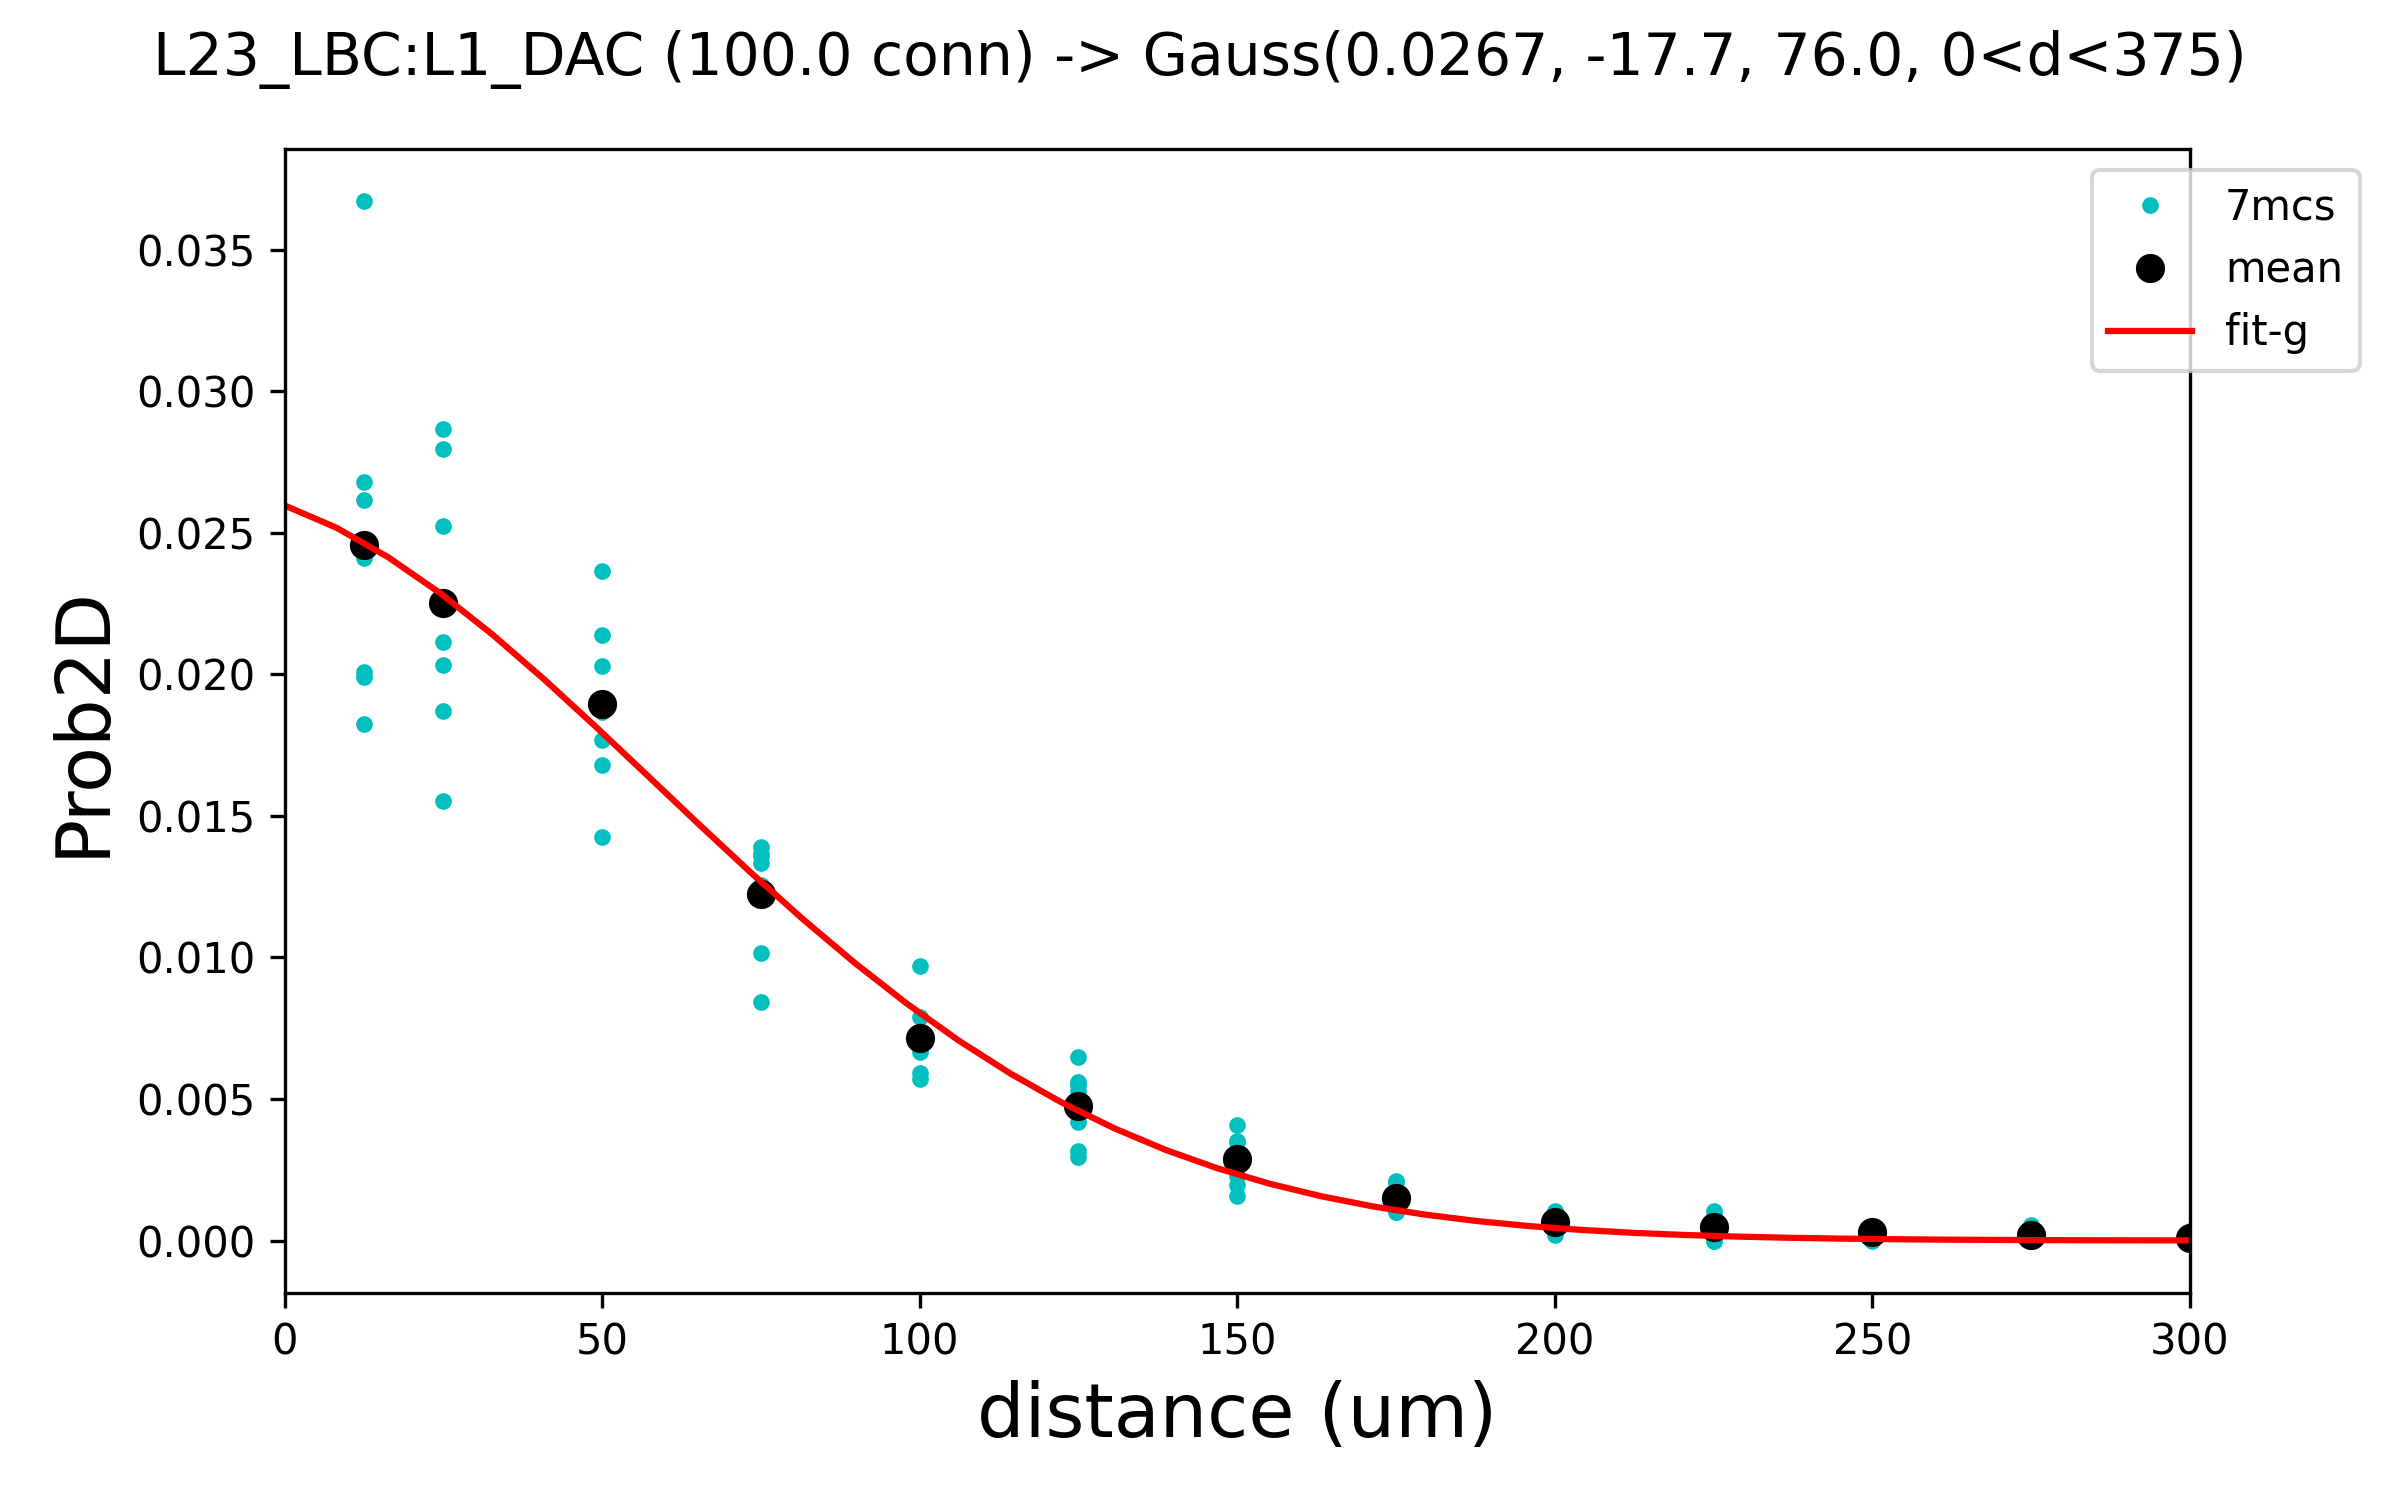 L23_LBC:L1_DAC (100.0 conn) -> Gauss(0.0267, -17.7, 76.0, 0<d<375)
7mcs
mean
fit-g
Prob2D
0.035
0.030
0.025
0.020
0.015
0.010
0.005
0.000
0 50 100 150 200 250 300
distance (um)